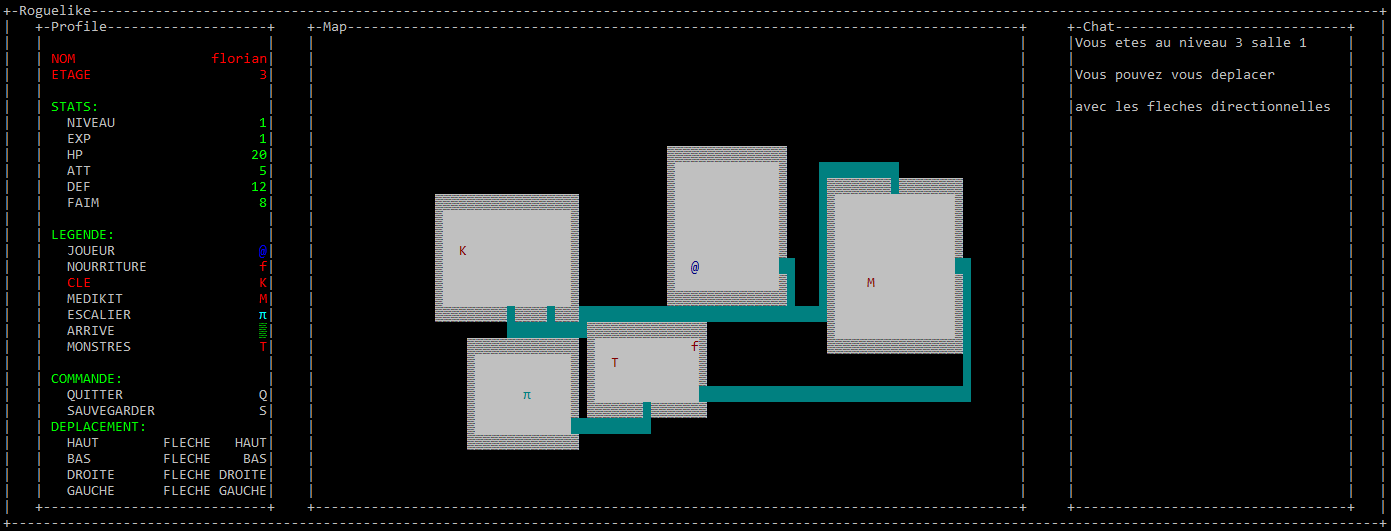 Roguelike
Profile
NOM florian
ETAGE 3
STATS:
NIVEAU 1
EXP 1
HP 20
ATT 5
DEF 12
FAIM 8
LEGENDE:
JOUEUR @
NOURRITURE f
CLE K
MEDIKIT M
ESCALIER π
ARRIVE ▒
MONSTRES T
COMMANDE:
QUITTER Q
SAUVEGARDER S
DEPLACEMENT:
HAUT FLECHE HAUT
BAS FLECHE BAS
DROITE FLECHE DROITE
GAUCHE FLECHE GAUCHE
Map
K
@
M
f
T
π
Chat
Vous etes au niveau 3 salle 1
Vous pouvez vous deplacer
avec les fleches directionnelles